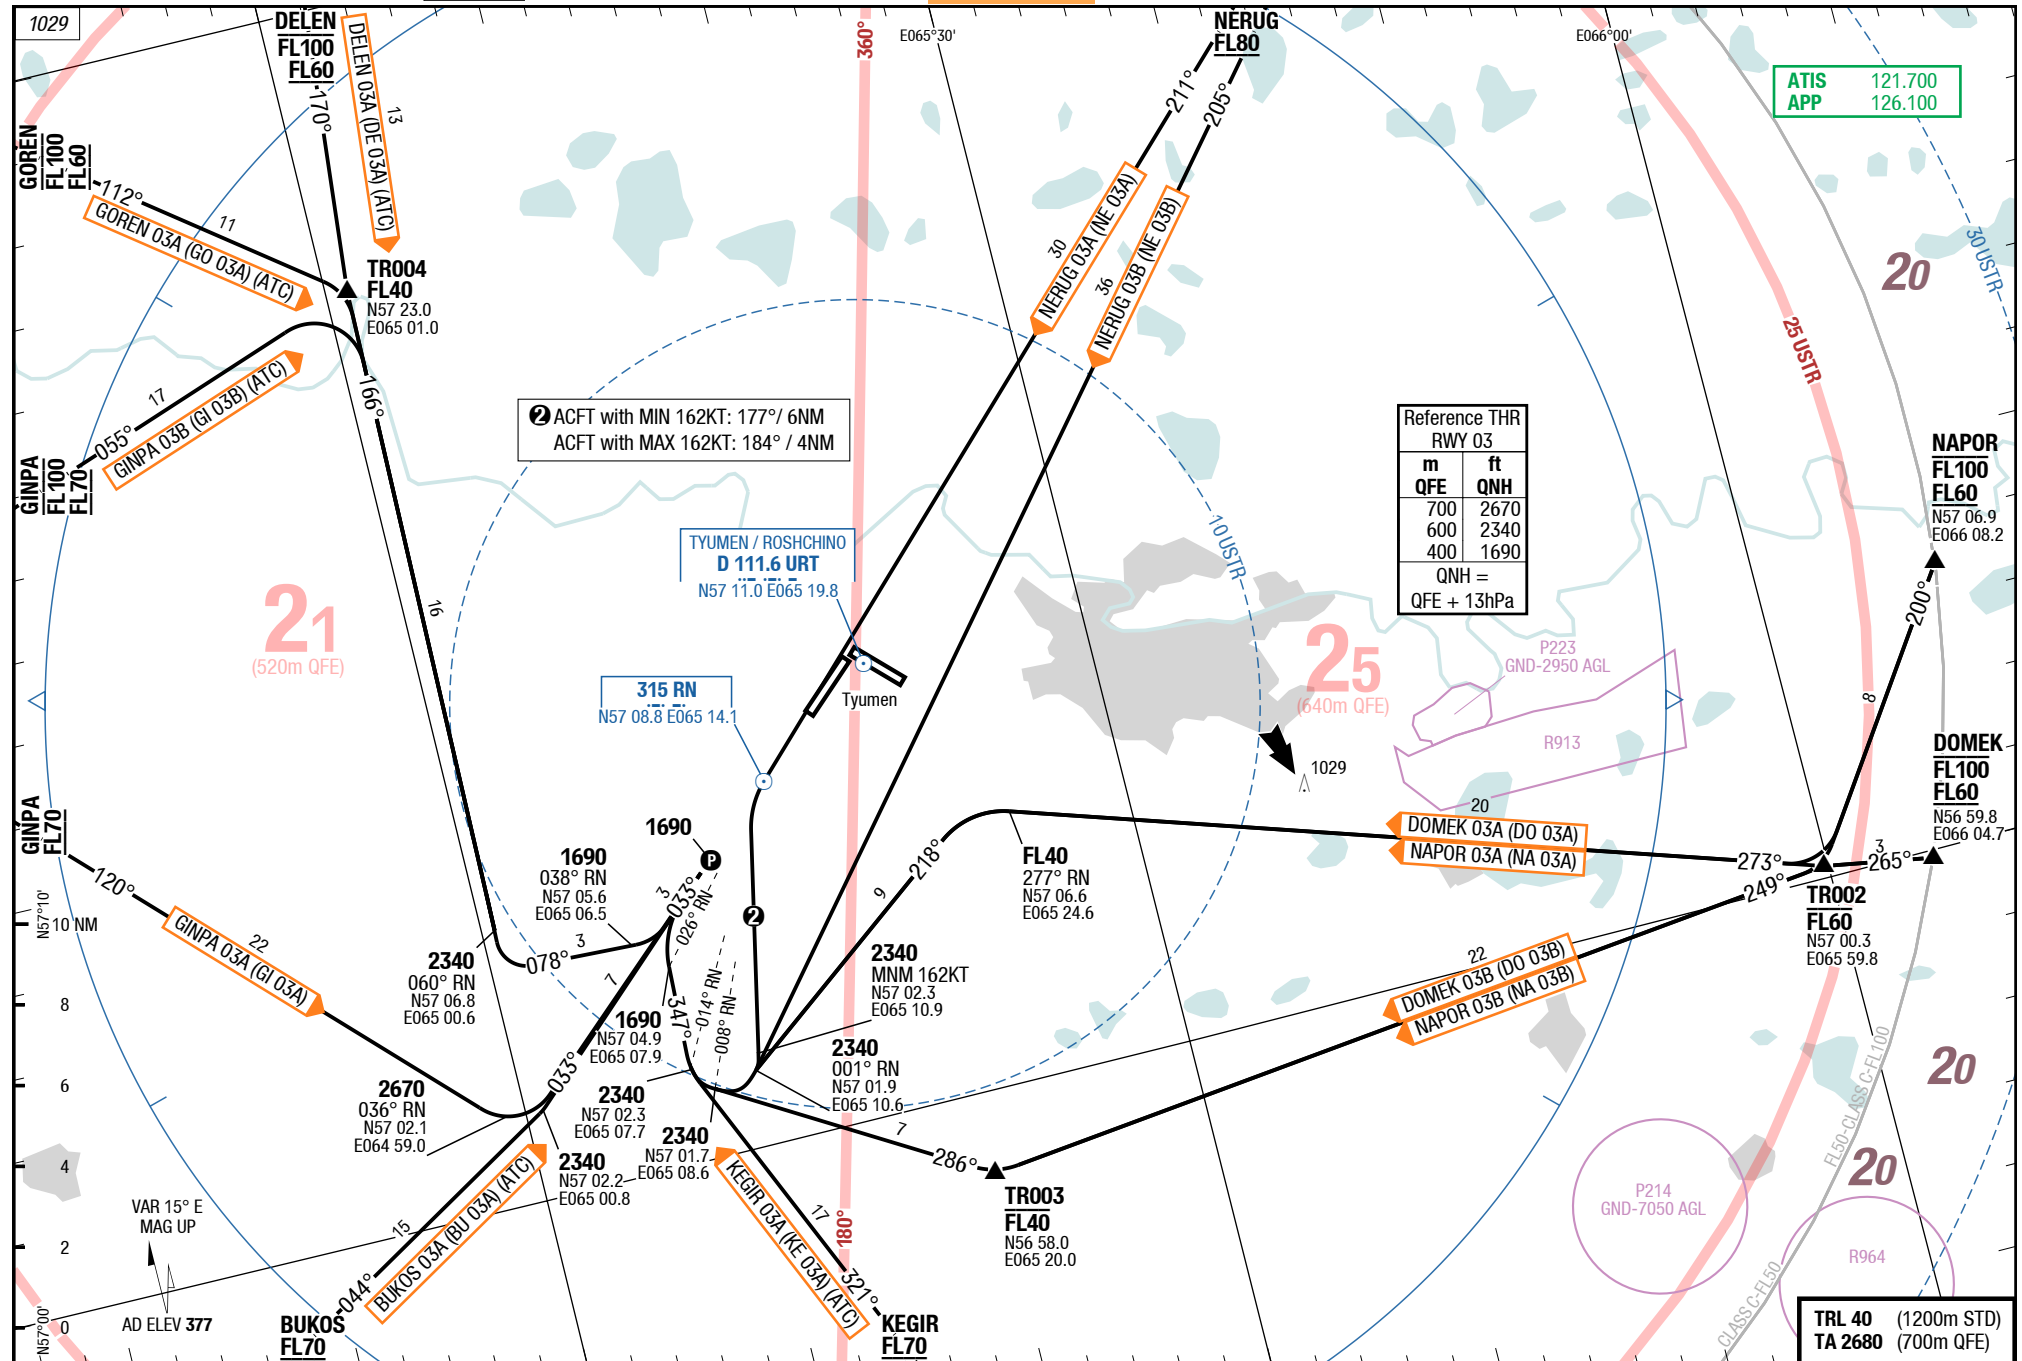 1029
DELEN
FL100
FL60
170°
DELEN 03A (DE 03A) (ATC)
13
GOREN
FL100
FL60
112°
11
GOREN 03A (GO 03A) (ATC)
TR004
FL40
N57 23.0
E065 01.0
17
055°
GINPA 03B (GI 03B) (ATC)
GINPA
FL100
FL70
166°
16
360°
E065°30'
NERUG
FL80
211°
205°
30
NERUG 03A (NE 03A)
36
NERUG 03B (NE 03B)
E066°00'
ATIS 121.700
APP 126.100
30 USTR
20
25 USTR
2 ACFT with MIN 162KT: 177°/ 6NM
ACFT with MAX 162KT: 184° / 4NM
Reference THR
RWY 03
m ft
QFE QNH
700 2670
600 2340
400 1690
QNH =
QFE + 13hPa
NAPOR
FL100
FL60
N57 06.9
E066 08.2
200°
8
10 USTR
TYUMEN / ROSHCHINO
D 111.6 URT
N57 11.0 E065 19.8
21
(520m QFE)
25
(640m QFE)
P223
GND-2950 AGL
R913
315 RN
N57 08.8 E065 14.1
Tyumen
1029
DOMEK
FL100
FL60
N56 59.8
E066 04.7
GINPA
FL70
120°
22
GINPA 03A (GI 03A)
1690
P
1690
038° RN
N57 05.6
E065 06.5
3
033°
026° RN
2
218°
9
FL40
277° RN
N57 06.6
E065 24.6
20
DOMEK 03A (DO 03A)
NAPOR 03A (NA 03A)
273°
3
265°
249°
TR002
FL60
N57 00.3
E065 59.8
N57°10'
10 NM
8
6
4
2
0
N57°00'
2340
060° RN
N57 06.8
E065 00.6
078°
3
7
2340
MNM 162KT
N57 02.3
E065 10.9
22
DOMEK 03B (DO 03B)
NAPOR 03B (NA 03B)
1690
N57 04.9
E065 07.9
347°
014° RN
008° RN
2340
001° RN
N57 01.9
E065 10.6
033°
2670
036° RN
N57 02.1
E064 59.0
2340
N57 02.3
E065 07.7
2340
N57 01.7
E065 08.6
2340
N57 02.2
E065 00.8
7
286°
TR003
FL40
N56 58.0
E065 20.0
VAR 15° E
MAG UP
AD ELEV 377
15
044°
BUKOS 03A (BU 03A) (ATC)
BUKOS
FL70
17
KEGIR 03A (KE 03A) (ATC)
321°
180°
KEGIR
FL70
FL50-CLASS C-FL100
20
20
P214
GND-7050 AGL
R964
CLASS C-FL50
TRL 40 (1200m STD)
TA 2680 (700m QFE)